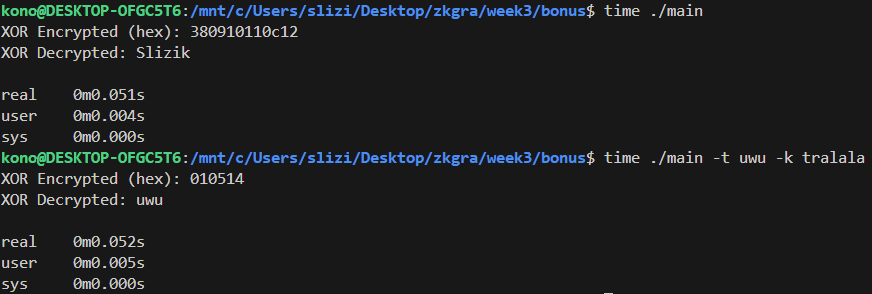 kono@DESKTOP-OFGC5T6:/mnt/c/Users/slizi/Desktop/zkgra/week3/bonus$ time ./main
XOR Encrypted (hex): 380910110c12
XOR Decrypted: Slizik
real 0m0.051s
user 0m0.004s
sys 0m0.000s
kono@DESKTOP-OFGC5T6:/mnt/c/Users/slizi/Desktop/zkgra/week3/bonus$ time ./main -t uwu -k tralala
XOR Encrypted (hex): 010514
XOR Decrypted: uwu
real 0m0.052s
user 0m0.005s
sys 0m0.000s